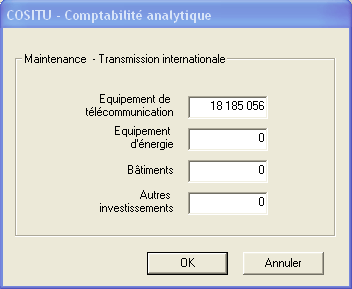 COSITU - Comptabilité analytique
Maintenance - Transmission internationale
Equipement de
télécommunication
18 185 056
Equipement
d'énergie
0
Bâtiments
0
Autres
investissements
0
OK
Annuler